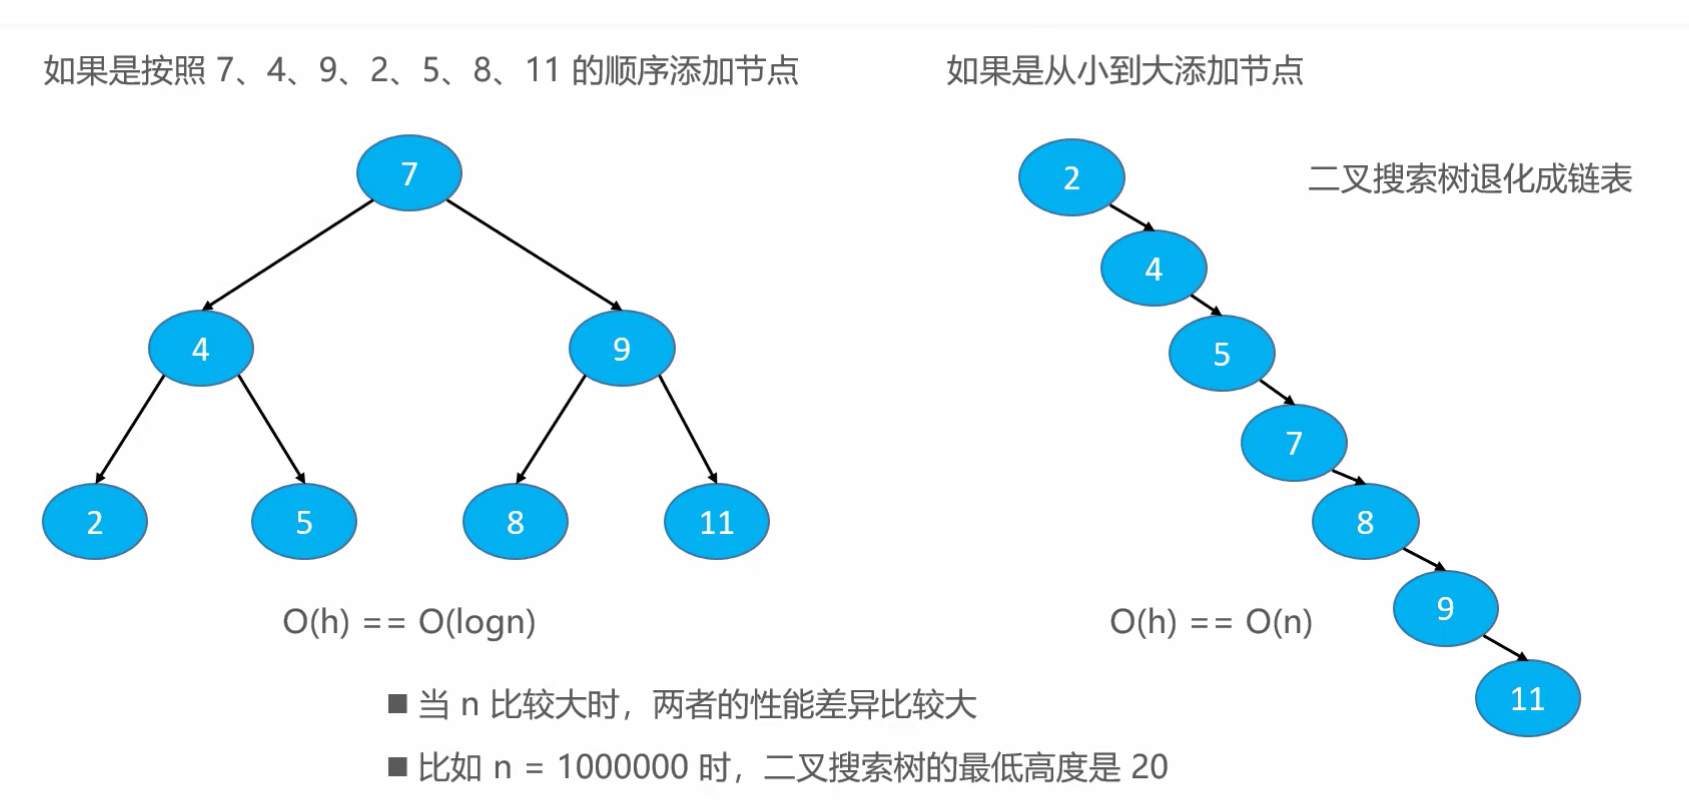 如果是按照 7、4、9、2、5、8、11 的顺序添加节点
7
4
9
2
5
8
11
O(h) == O(logn)
如果是从小到大添加节点
二叉搜索树退化成链表
2
4
5
7
8
9
11
O(h) == O(n)
■ 当 n 比较大时，两者的性能差异比较大
■ 比如 n = 1000000 时，二叉搜索树的最低高度是 20